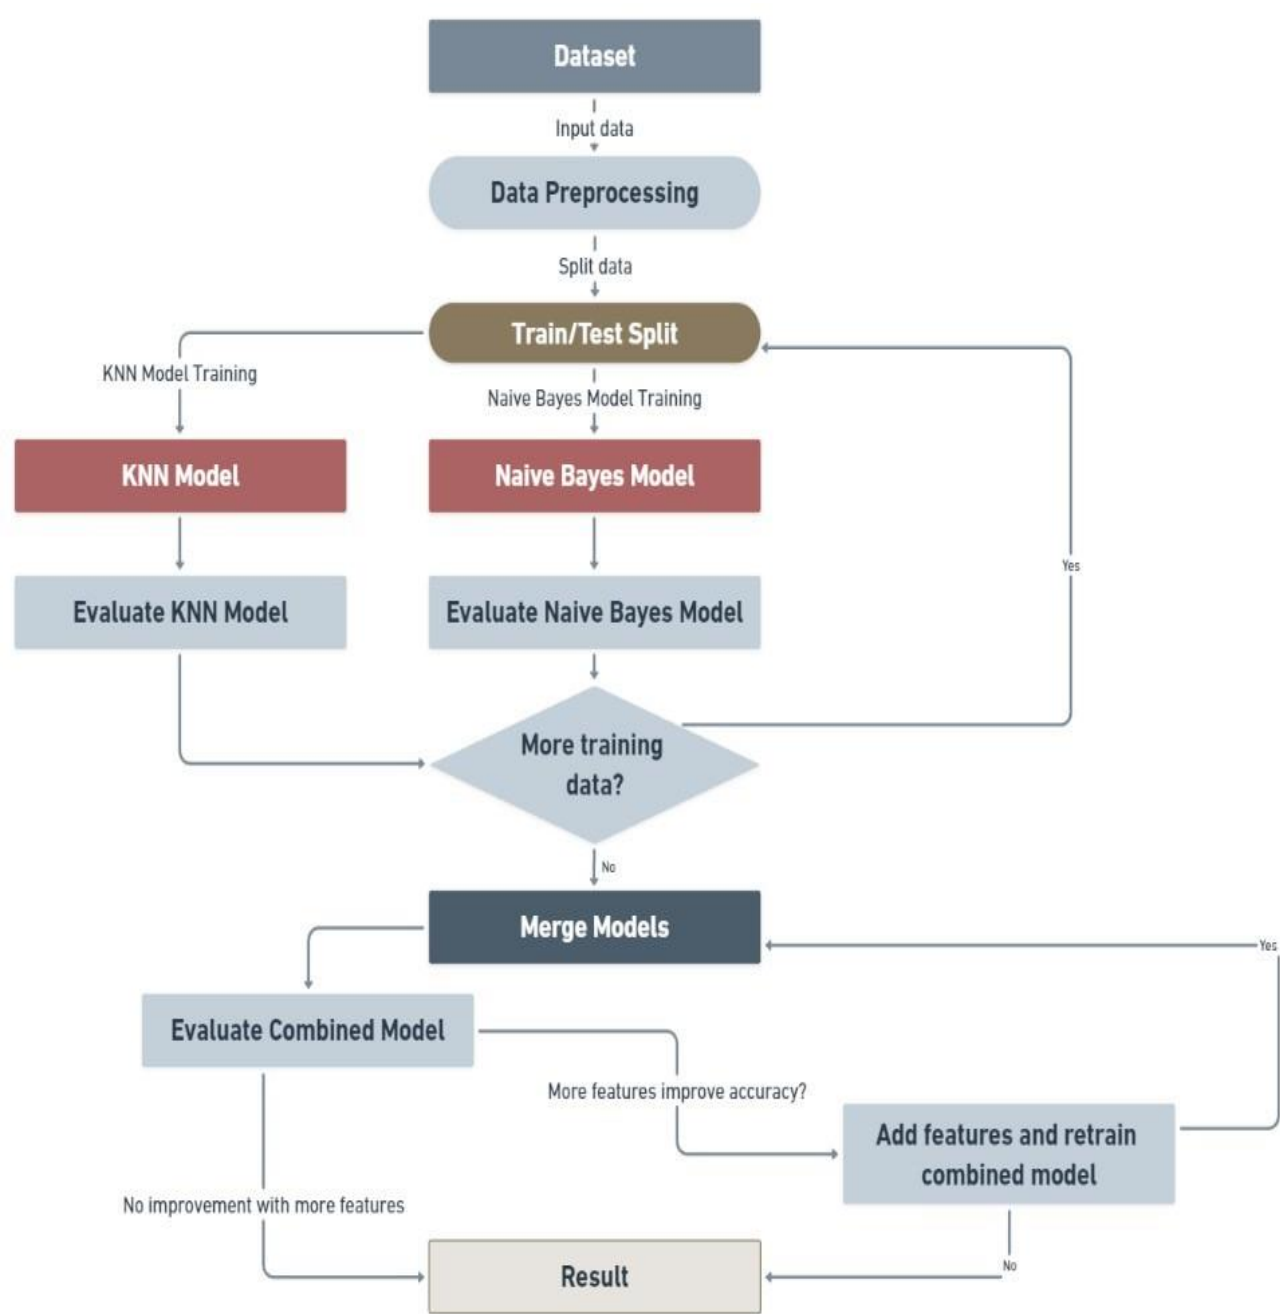 Dataset
Input data
Data Preprocessing
Split data
Train/Test Split
KNN Model Training
Naive Bayes Model Training
KNN Model
Naive Bayes Model
Yes
Evaluate KNN Model
Evaluate Naive Bayes Model
More training
data?
No
Merge Models
Yes
Evaluate Combined Model
More features improve accuracy?
Add features and retrain
combined model
No improvement with more features
No
Result